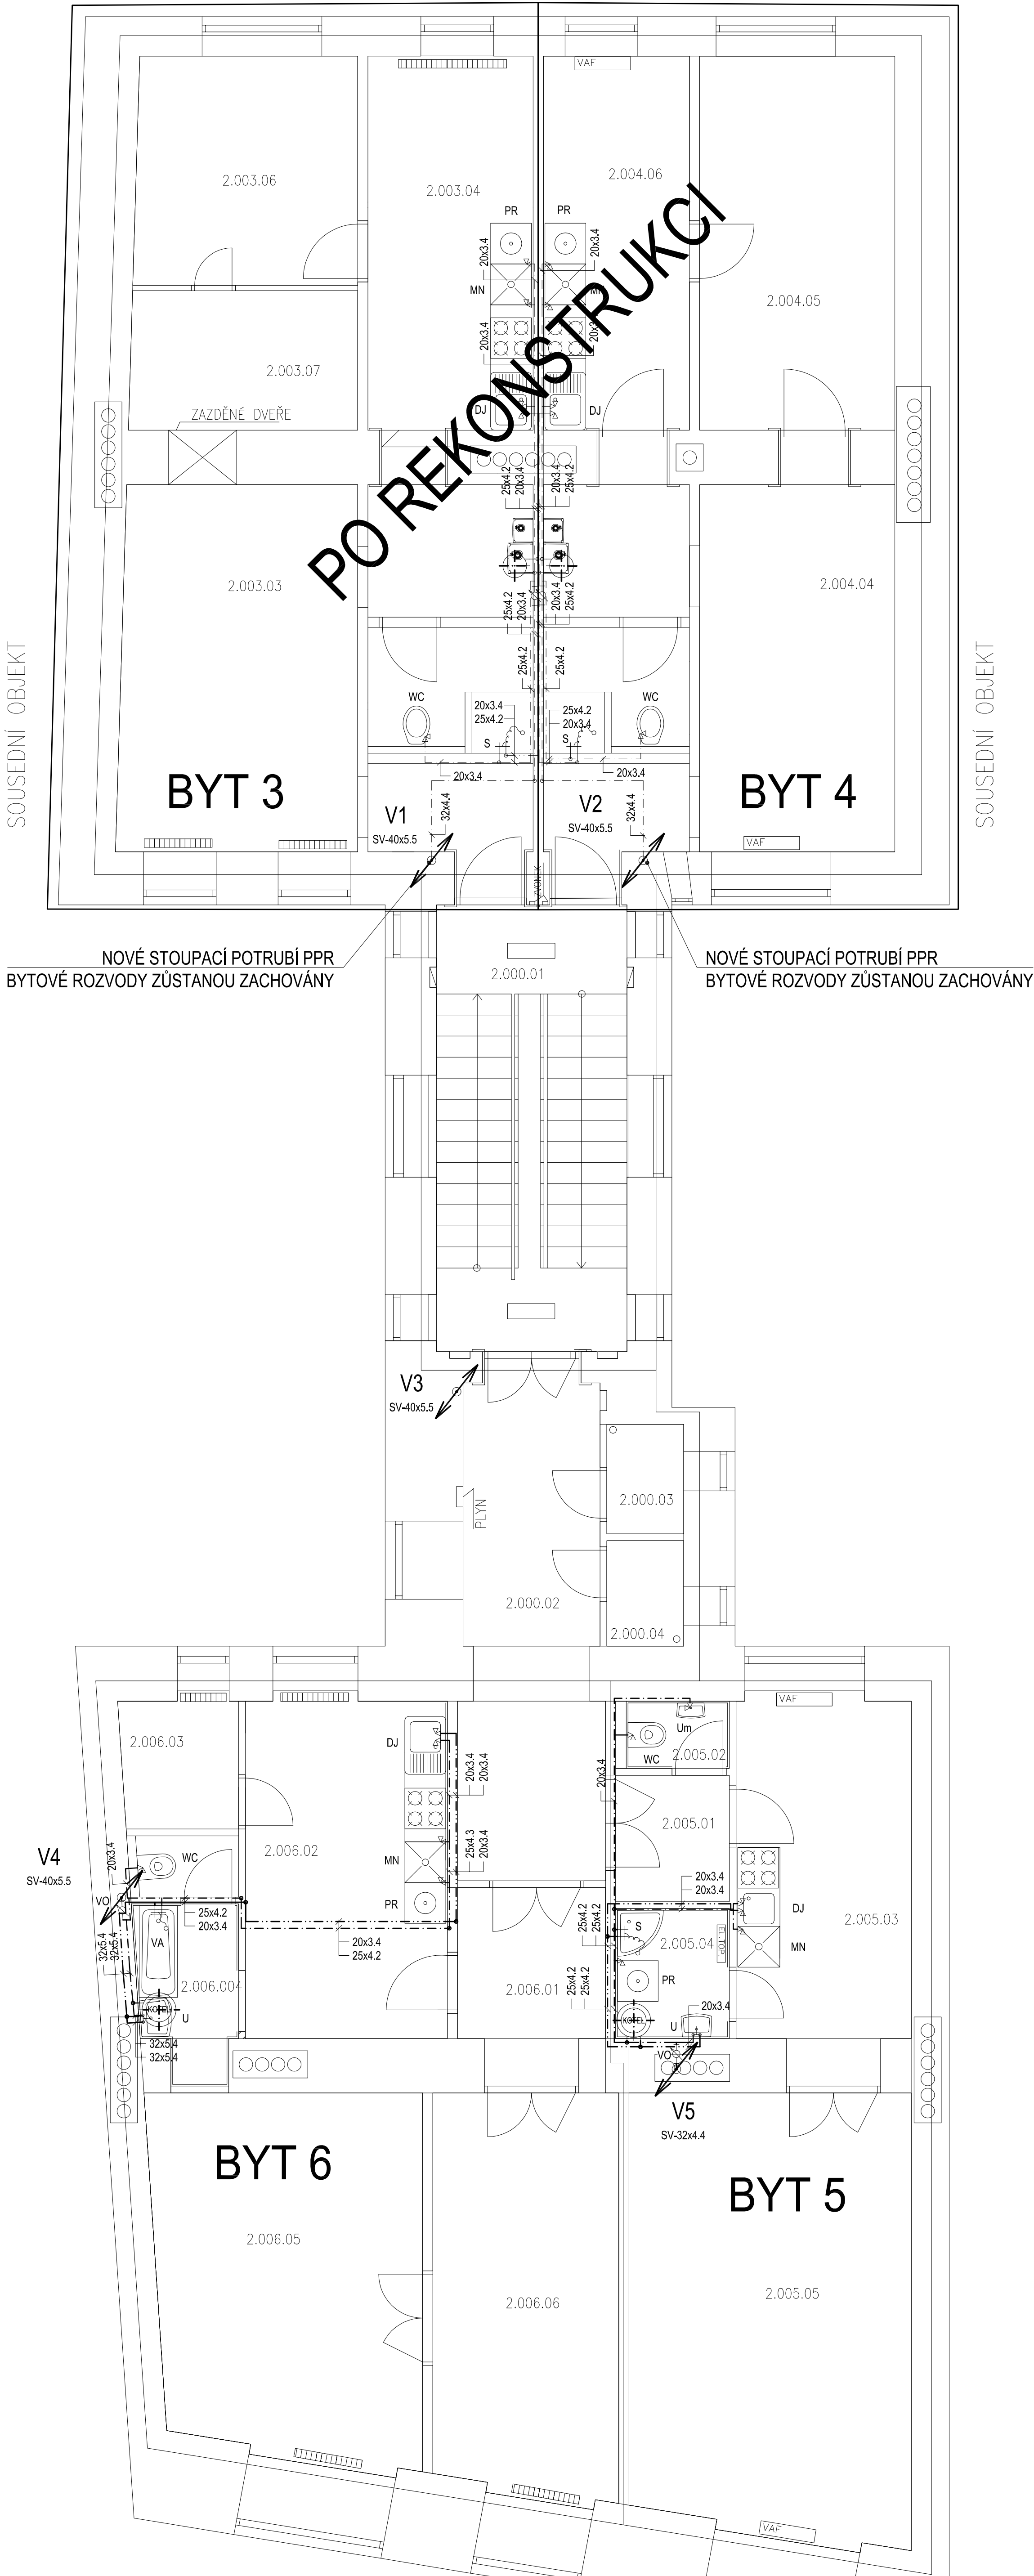 VAF
2.003.06
2.003.04
2.004.06
PR
PR
20x3.4
20x3.4
2.004.05
MN
MN
20x3.4
2.003.07
ZAZDĚNÉ DVEŘE
DJ
DJ
PO REKONSTRUKCI
25x4.2
20x3.4
20x3.4
25x4.2
2.003.03
2.004.04
25x4.2
20x3.4
20x3.4
25x4.2
25x4.2
25x4.2
SOUSEDNÍ OBJEKT
SOUSEDNÍ OBJEKT
WC
20x3.4
25x4.2
S
25x4.2
20x3.4
S
WC
20x3.4
20x3.4
BYT 3
BYT 4
V1
SV-40x5.5
32x4.4
V2
SV-40x5.5
32x4.4
VAF
ZVONEK
NOVÉ STOUPACÍ POTRUBÍ PPR
BYTOVÉ ROZVODY ZŮSTANOU ZACHOVÁNY
NOVÉ STOUPACÍ POTRUBÍ PPR
BYTOVÉ ROZVODY ZŮSTANOU ZACHOVÁNY
2.000.01
V3
SV-40x5.5
PLYN
2.000.03
2.000.02
2.000.04
VAF
2.006.03
DJ
Um
WC
2.005.02
20x3.4
20x3.4
20x3.4
2.005.01
2.006.02
25x4.3
20x3.4
V4
SV-40x5.5
20x3.4
WC
MN
VO
PR
25x4.2
20x3.4
20x3.4
20x3.4
DJ
2.005.03
MN
32x5.4
32x5.4
VA
20x3.4
25x4.2
25x4.2
25x4.2
S
2.005.04
EL.TOP.
PR
2.006.004
2.006.01
25x4.2
25x4.2
20x3.4
KOTEL
U
KOTEL
U
32x5.4
32x5.4
VO
V5
SV-32x4.4
BYT 6
BYT 5
2.006.05
2.006.06
2.005.05
VAF